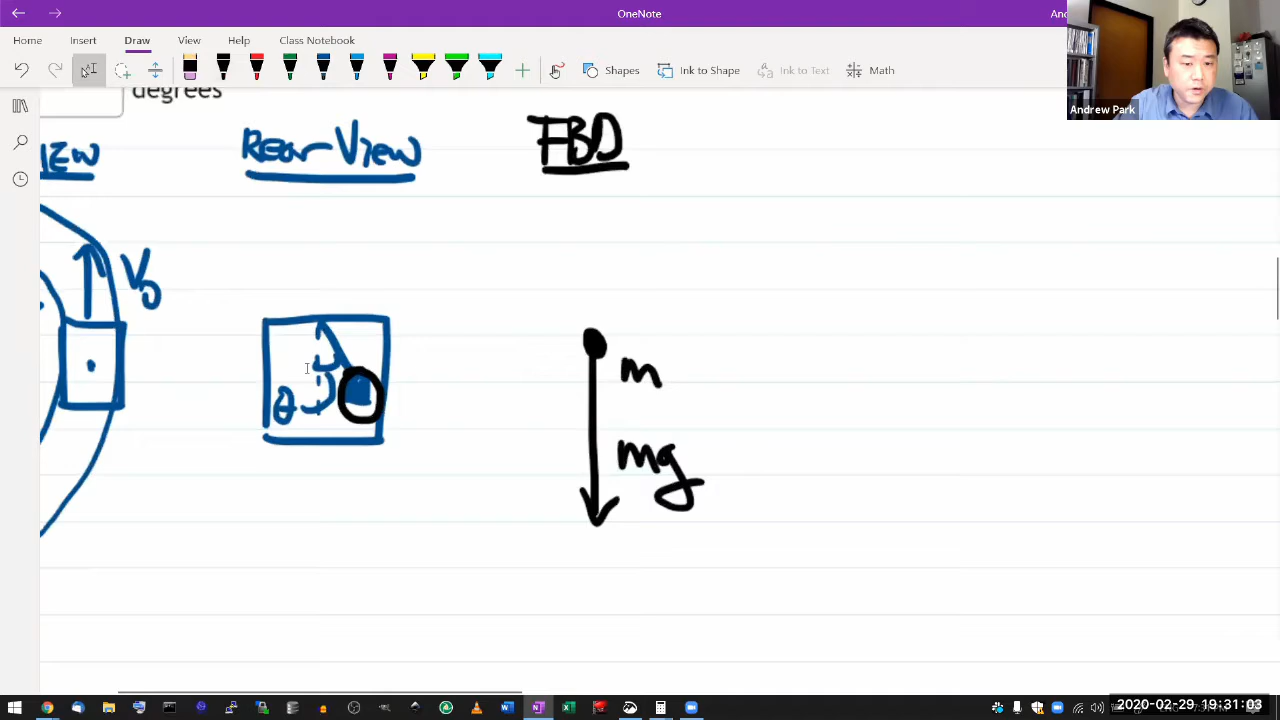 OneNote
An
Home Insert Draw View Help Class Notebook
Shapes Ink to Shape Ink to Text Math
Andrew Park
degrees
IEW Rear View FBD
V₀
m
θ
mg
2020-02-29 19:31:03